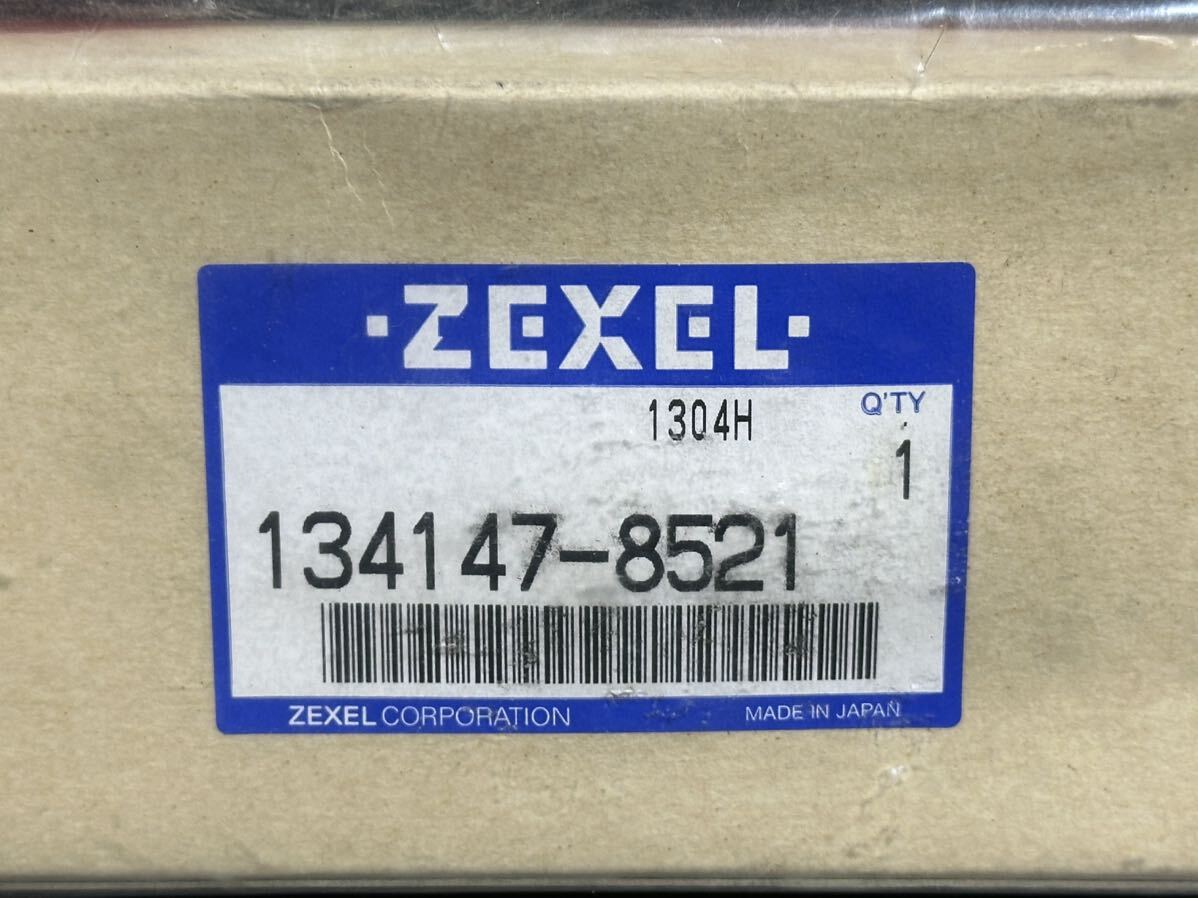 ·ZEXEL·
1304H
Q'TY
1
134147-8521
ZEXEL CORPORATION
MADE IN JAPAN